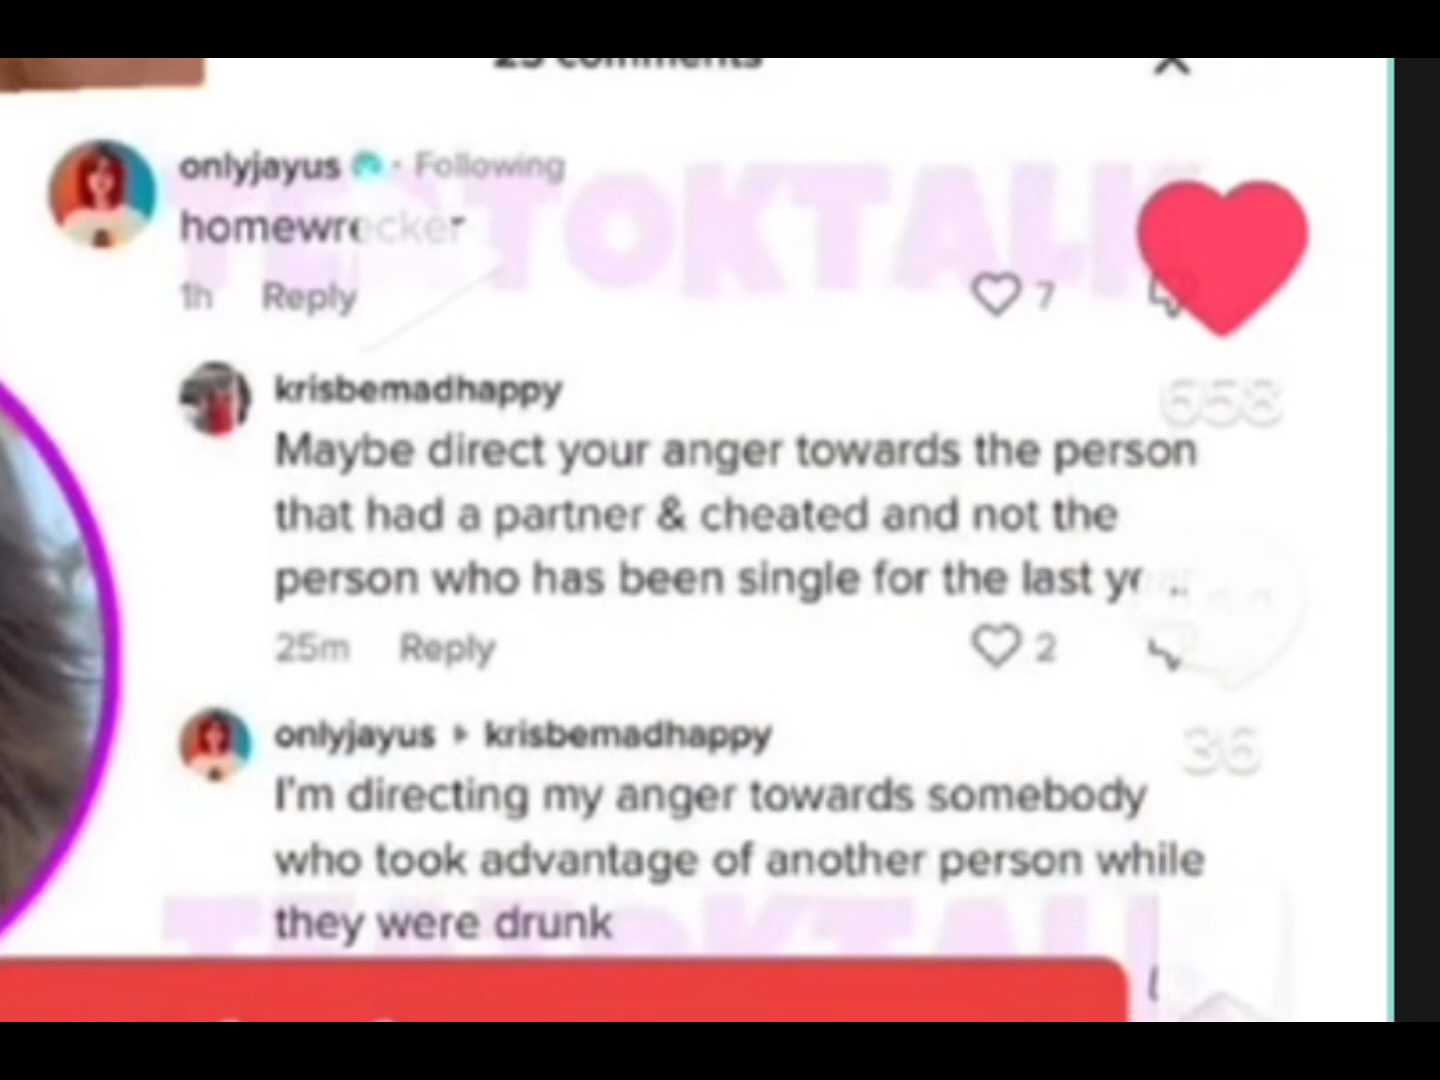 25 comments
onlyjayus · Following
homewrecker
1h Reply 7
krisbemadhappy
658
Maybe direct your anger towards the person
that had a partner & cheated and not the
person who has been single for the last
25m Reply 2
onlyjayus ▸ krisbemadhappy
36
I'm directing my anger towards somebody
who took advantage of another person while
they were drunk